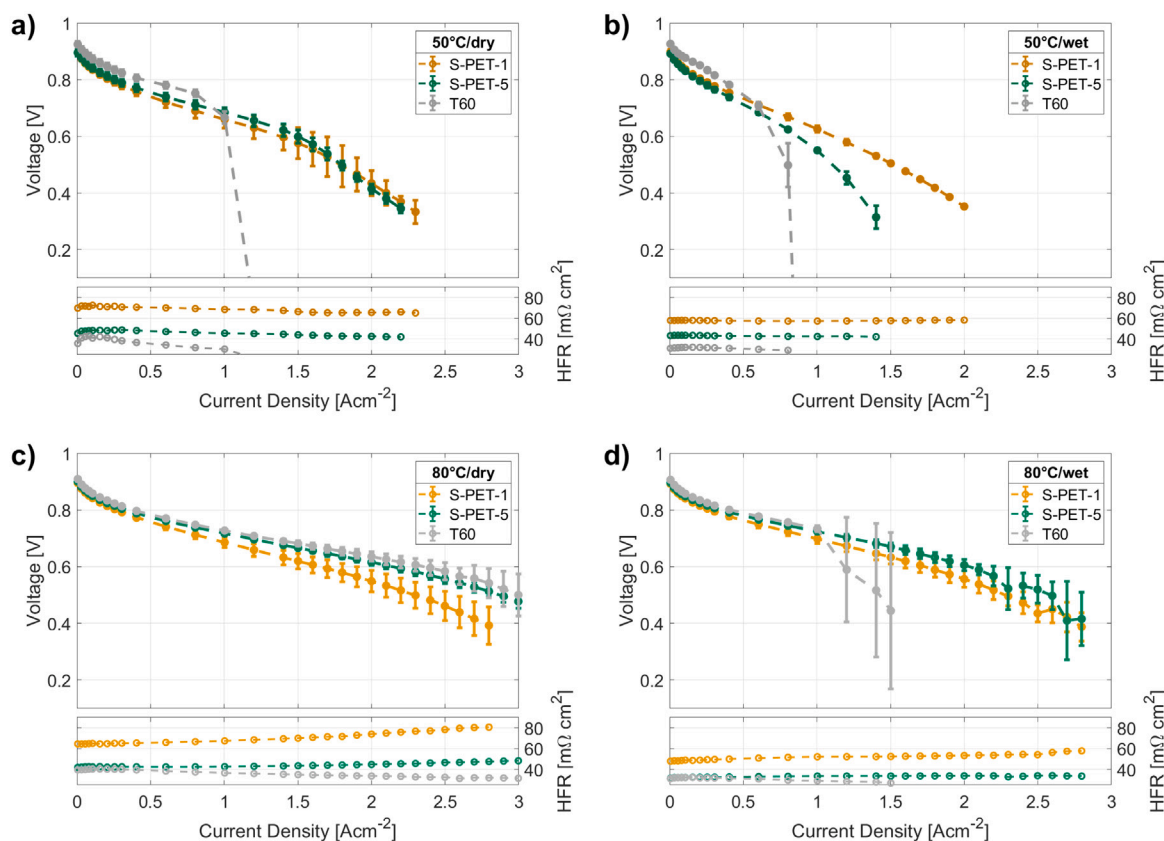 a)
50°C/dry
S-PET-1
S-PET-5
T60
Voltage [V]
1
0.8
0.6
0.4
0.2
HFR [mΩ cm²]
80
60
40
0 0.5 1 1.5 2 2.5 3
Current Density [Acm⁻²]
b)
50°C/wet
S-PET-1
S-PET-5
T60
Voltage [V]
1
0.8
0.6
0.4
0.2
HFR [mΩ cm²]
80
60
40
0 0.5 1 1.5 2 2.5 3
Current Density [Acm⁻²]
c)
80°C/dry
S-PET-1
S-PET-5
T60
Voltage [V]
1
0.8
0.6
0.4
0.2
HFR [mΩ cm²]
80
60
40
0 0.5 1 1.5 2 2.5 3
Current Density [Acm⁻²]
d)
80°C/wet
S-PET-1
S-PET-5
T60
Voltage [V]
1
0.8
0.6
0.4
0.2
HFR [mΩ cm²]
80
60
40
0 0.5 1 1.5 2 2.5 3
Current Density [Acm⁻²]